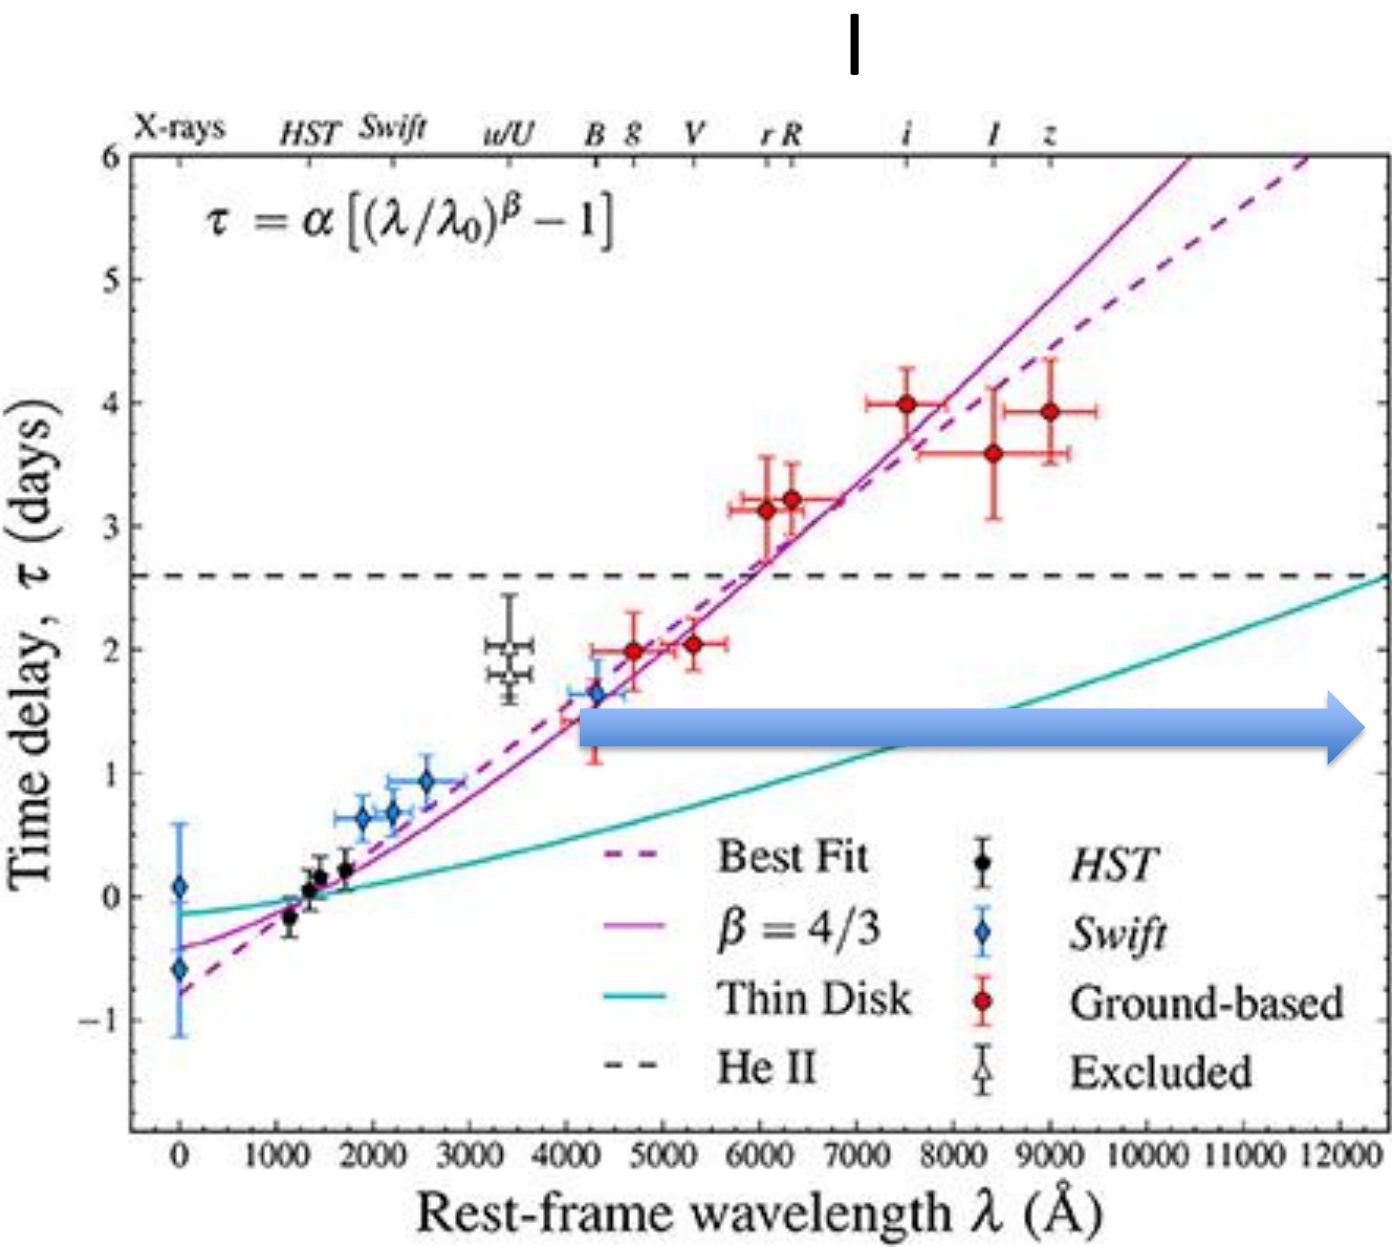 X-rays HST Swift u/U B g V r R i I z
τ = α [(λ/λ₀)^β − 1]
6
5
4
3
2
1
0
−1
Time delay, τ (days)
Best Fit
β = 4/3
Thin Disk
He II
HST
Swift
Ground-based
Excluded
0 1000 2000 3000 4000 5000 6000 7000 8000 9000 10000 11000 12000
Rest-frame wavelength λ (Å)